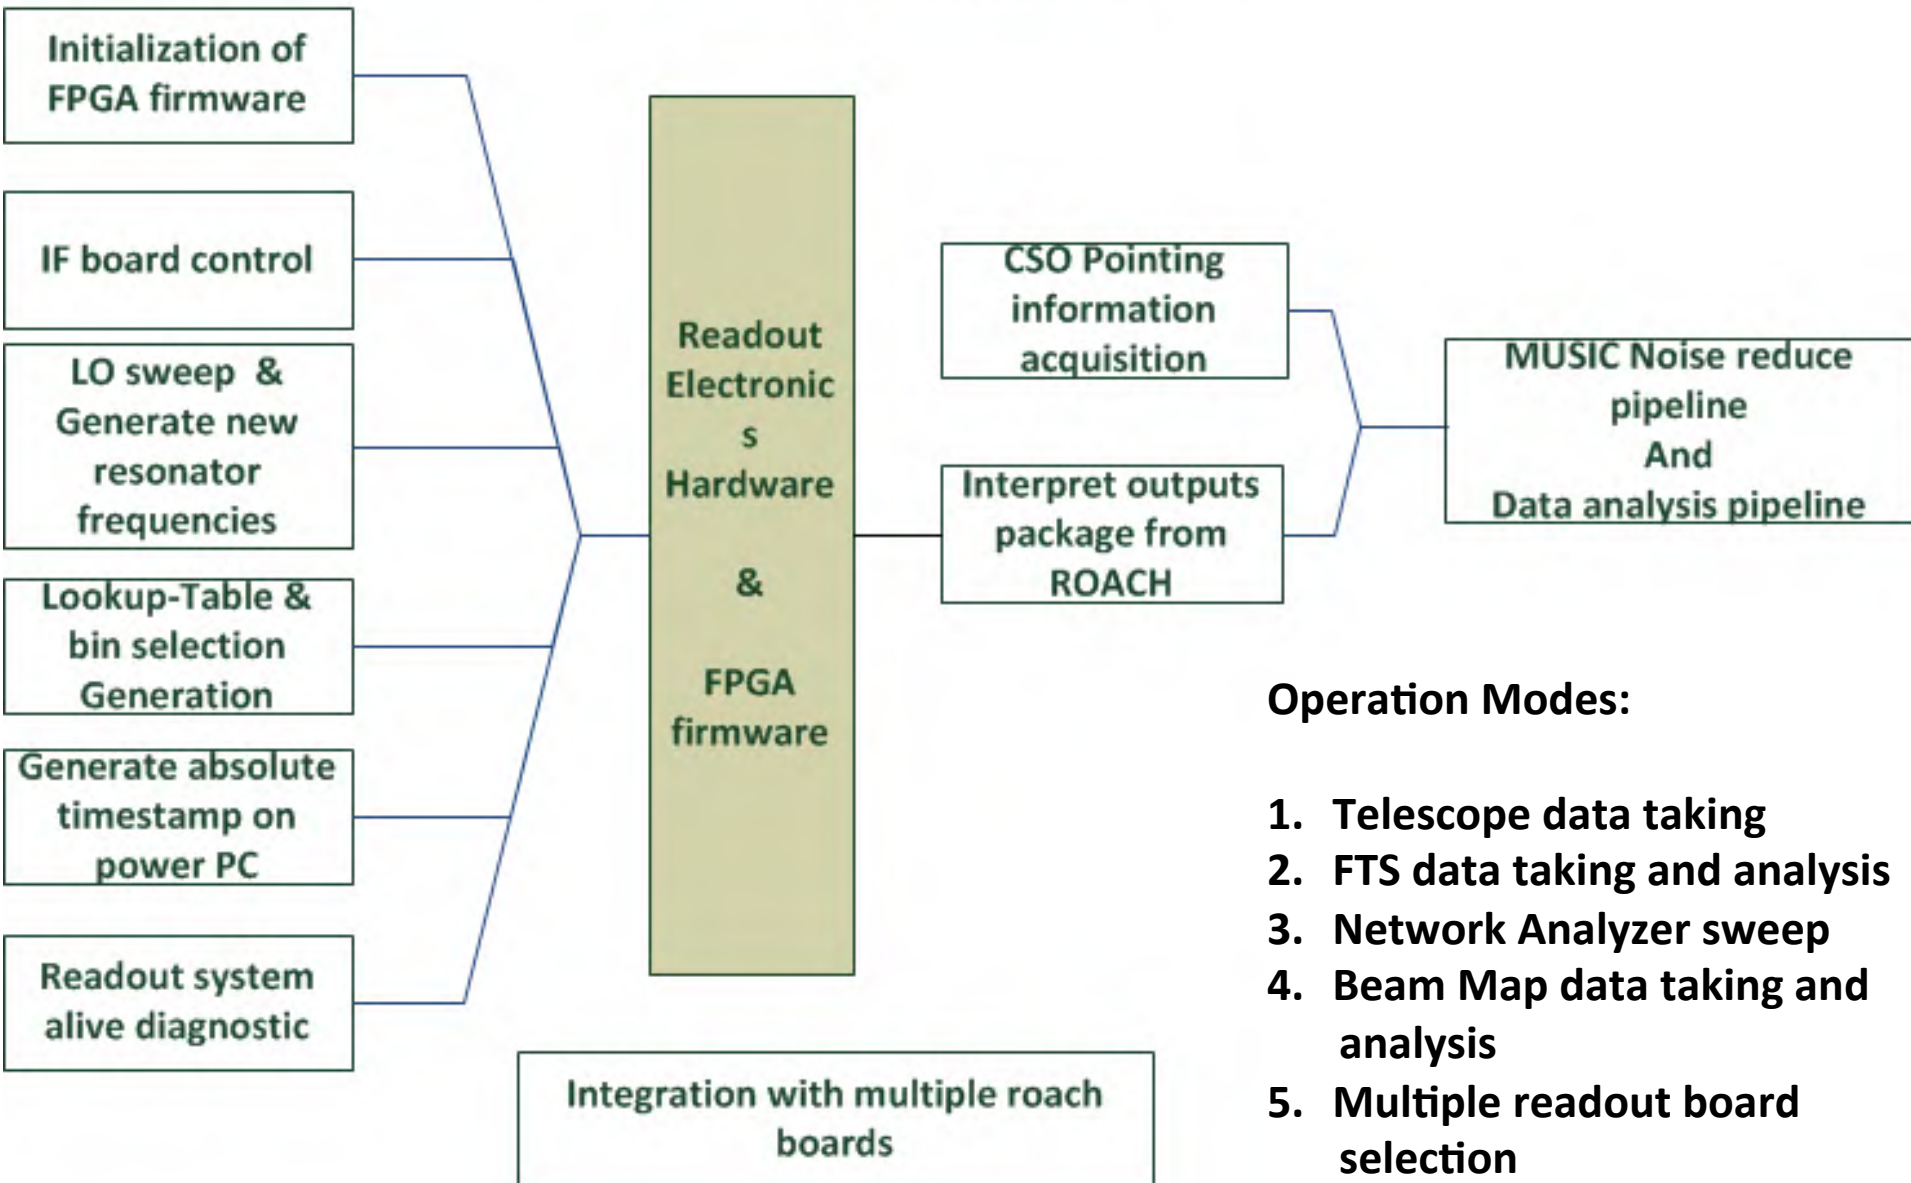 Initialization of
FPGA firmware
IF board control
LO sweep &
Generate new
resonator
frequencies
Lookup-Table &
bin selection
Generation
Generate absolute
timestamp on
power PC
Readout system
alive diagnostic
Readout
Electronic
s
Hardware
&
FPGA
firmware
CSO Pointing
information
acquisition
Interpret outputs
package from
ROACH
MUSIC Noise reduce
pipeline
And
Data analysis pipeline
Integration with multiple roach
boards
Operation Modes:
1. Telescope data taking
2. FTS data taking and analysis
3. Network Analyzer sweep
4. Beam Map data taking and
analysis
5. Multiple readout board
selection